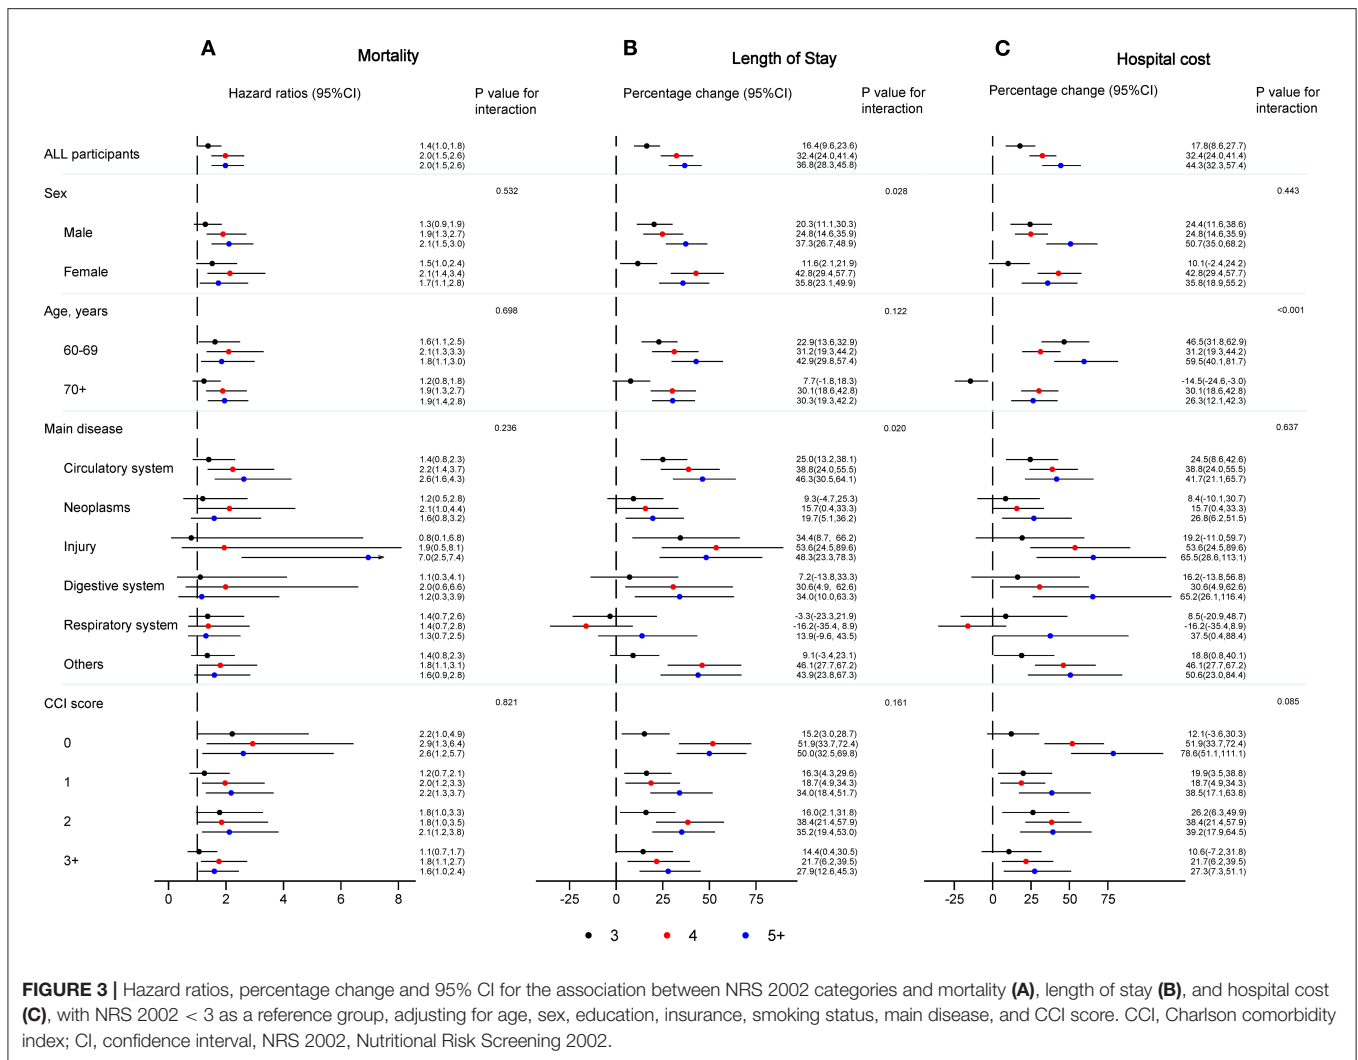 A Mortality B Length of Stay C Hospital cost
Hazard ratios (95%CI) P value for interaction Percentage change (95%CI) P value for interaction Percentage change (95%CI) P value for interaction
ALL participants
1.4(1.0,1.8) 16.4(9.6,23.6) 17.8(8.6,27.7)
2.0(1.5,2.6) 32.4(24.0,41.4) 32.4(24.0,41.4)
2.0(1.5,2.6) 36.8(28.3,45.8) 44.3(32.3,57.4)
Sex 0.532 0.028 0.443
Male
1.3(0.9,1.9) 20.3(11.1,30.3) 24.4(11.6,38.6)
1.9(1.3,2.7) 24.8(14.6,35.9) 24.8(14.6,35.9)
2.1(1.5,3.0) 37.3(26.7,48.9) 50.7(35.0,68.2)
Female
1.5(1.0,2.4) 11.6(2.1,21.9) 10.1(-2.4,24.2)
2.1(1.4,3.4) 42.8(29.4,57.7) 42.8(29.4,57.7)
1.7(1.1,2.8) 35.8(23.1,49.9) 35.8(18.9,55.2)
Age, years 0.698 0.122 <0.001
60-69
1.6(1.1,2.5) 22.9(13.6,32.9) 46.5(31.8,62.9)
2.1(1.3,3.3) 31.2(19.3,44.2) 31.2(19.3,44.2)
1.8(1.1,3.0) 42.9(29.8,57.4) 59.5(40.1,81.7)
70+
1.2(0.8,1.8) 7.7(-1.8,18.3) -14.5(-24.6,-3.0)
1.9(1.3,2.7) 30.1(18.6,42.8) 30.1(18.6,42.8)
1.9(1.4,2.8) 30.3(19.3,42.2) 26.3(12.1,42.3)
Main disease 0.236 0.020 0.637
Circulatory system
1.4(0.8,2.3) 25.0(13.2,38.1) 24.5(8.6,42.6)
2.2(1.4,3.7) 38.8(24.0,55.5) 38.8(24.0,55.5)
2.6(1.6,4.3) 46.3(30.5,64.1) 41.7(21.1,65.7)
Neoplasms
1.2(0.5,2.8) 9.3(-4.7,25.3) 8.4(-10.1,30.7)
2.1(1.0,4.4) 15.7(0.4,33.3) 15.7(0.4,33.3)
1.6(0.8,3.2) 19.7(5.1,36.2) 26.8(6.2,51.5)
Injury
0.8(0.1,6.8) 34.4(8.7, 66.2) 19.2(-11.0,59.7)
1.9(0.5,8.1) 53.6(24.5,89.6) 53.6(24.5,89.6)
7.0(2.5,7.4) 48.3(23.3,78.3) 65.5(28.6,113.1)
Digestive system
1.1(0.3,4.1) 7.2(-13.8,33.3) 16.2(-13.8,56.8)
2.0(0.6,6.6) 30.6(4.9, 62.6) 30.6(4.9,62.6)
1.2(0.3,3.9) 34.0(10.0,63.3) 65.2(26.1,116.4)
Respiratory system
1.4(0.7,2.6) -3.3(-23.3,21.9) 8.5(-20.9,48.7)
1.4(0.7,2.8) -16.2(-35.4, 8.9) -16.2(-35.4,8.9)
1.3(0.7,2.5) 13.9(-9.6, 43.5) 37.5(0.4,88.4)
Others
1.4(0.8,2.3) 9.1(-3.4,23.1) 18.8(0.8,40.1)
1.8(1.1,3.1) 46.1(27.7,67.2) 46.1(27.7,67.2)
1.6(0.9,2.8) 43.9(23.8,67.3) 50.6(23.0,84.4)
CCI score 0.821 0.161 0.085
0
2.2(1.0,4.9) 15.2(3.0,28.7) 12.1(-3.6,30.3)
2.9(1.3,6.4) 51.9(33.7,72.4) 51.9(33.7,72.4)
2.6(1.2,5.7) 50.0(32.5,69.8) 78.6(51.1,111.1)
1
1.2(0.7,2.1) 16.3(4.3,29.6) 19.9(3.5,38.8)
2.0(1.2,3.3) 18.7(4.9,34.3) 18.7(4.9,34.3)
2.2(1.3,3.7) 34.0(18.4,51.7) 38.5(17.1,63.8)
2
1.8(1.0,3.3) 16.0(2.1,31.8) 26.2(6.3,49.9)
1.8(1.0,3.5) 38.4(21.4,57.9) 38.4(21.4,57.9)
2.1(1.2,3.8) 35.2(19.4,53.0) 39.2(17.9,64.5)
3+
1.1(0.7,1.7) 14.4(0.4,30.5) 10.6(-7.2,31.8)
1.8(1.1,2.7) 21.7(6.2,39.5) 21.7(6.2,39.5)
1.6(1.0,2.4) 27.9(12.6,45.3) 27.3(7.3,51.1)
0 2 4 6 8 -25 0 25 50 75 -25 0 50 75
3 4 5+
FIGURE 3 | Hazard ratios, percentage change and 95% CI for the association between NRS 2002 categories and mortality (A), length of stay (B), and hospital cost
(C), with NRS 2002 < 3 as a reference group, adjusting for age, sex, education, insurance, smoking status, main disease, and CCI score. CCI, Charlson comorbidity
index; CI, confidence interval, NRS 2002, Nutritional Risk Screening 2002.